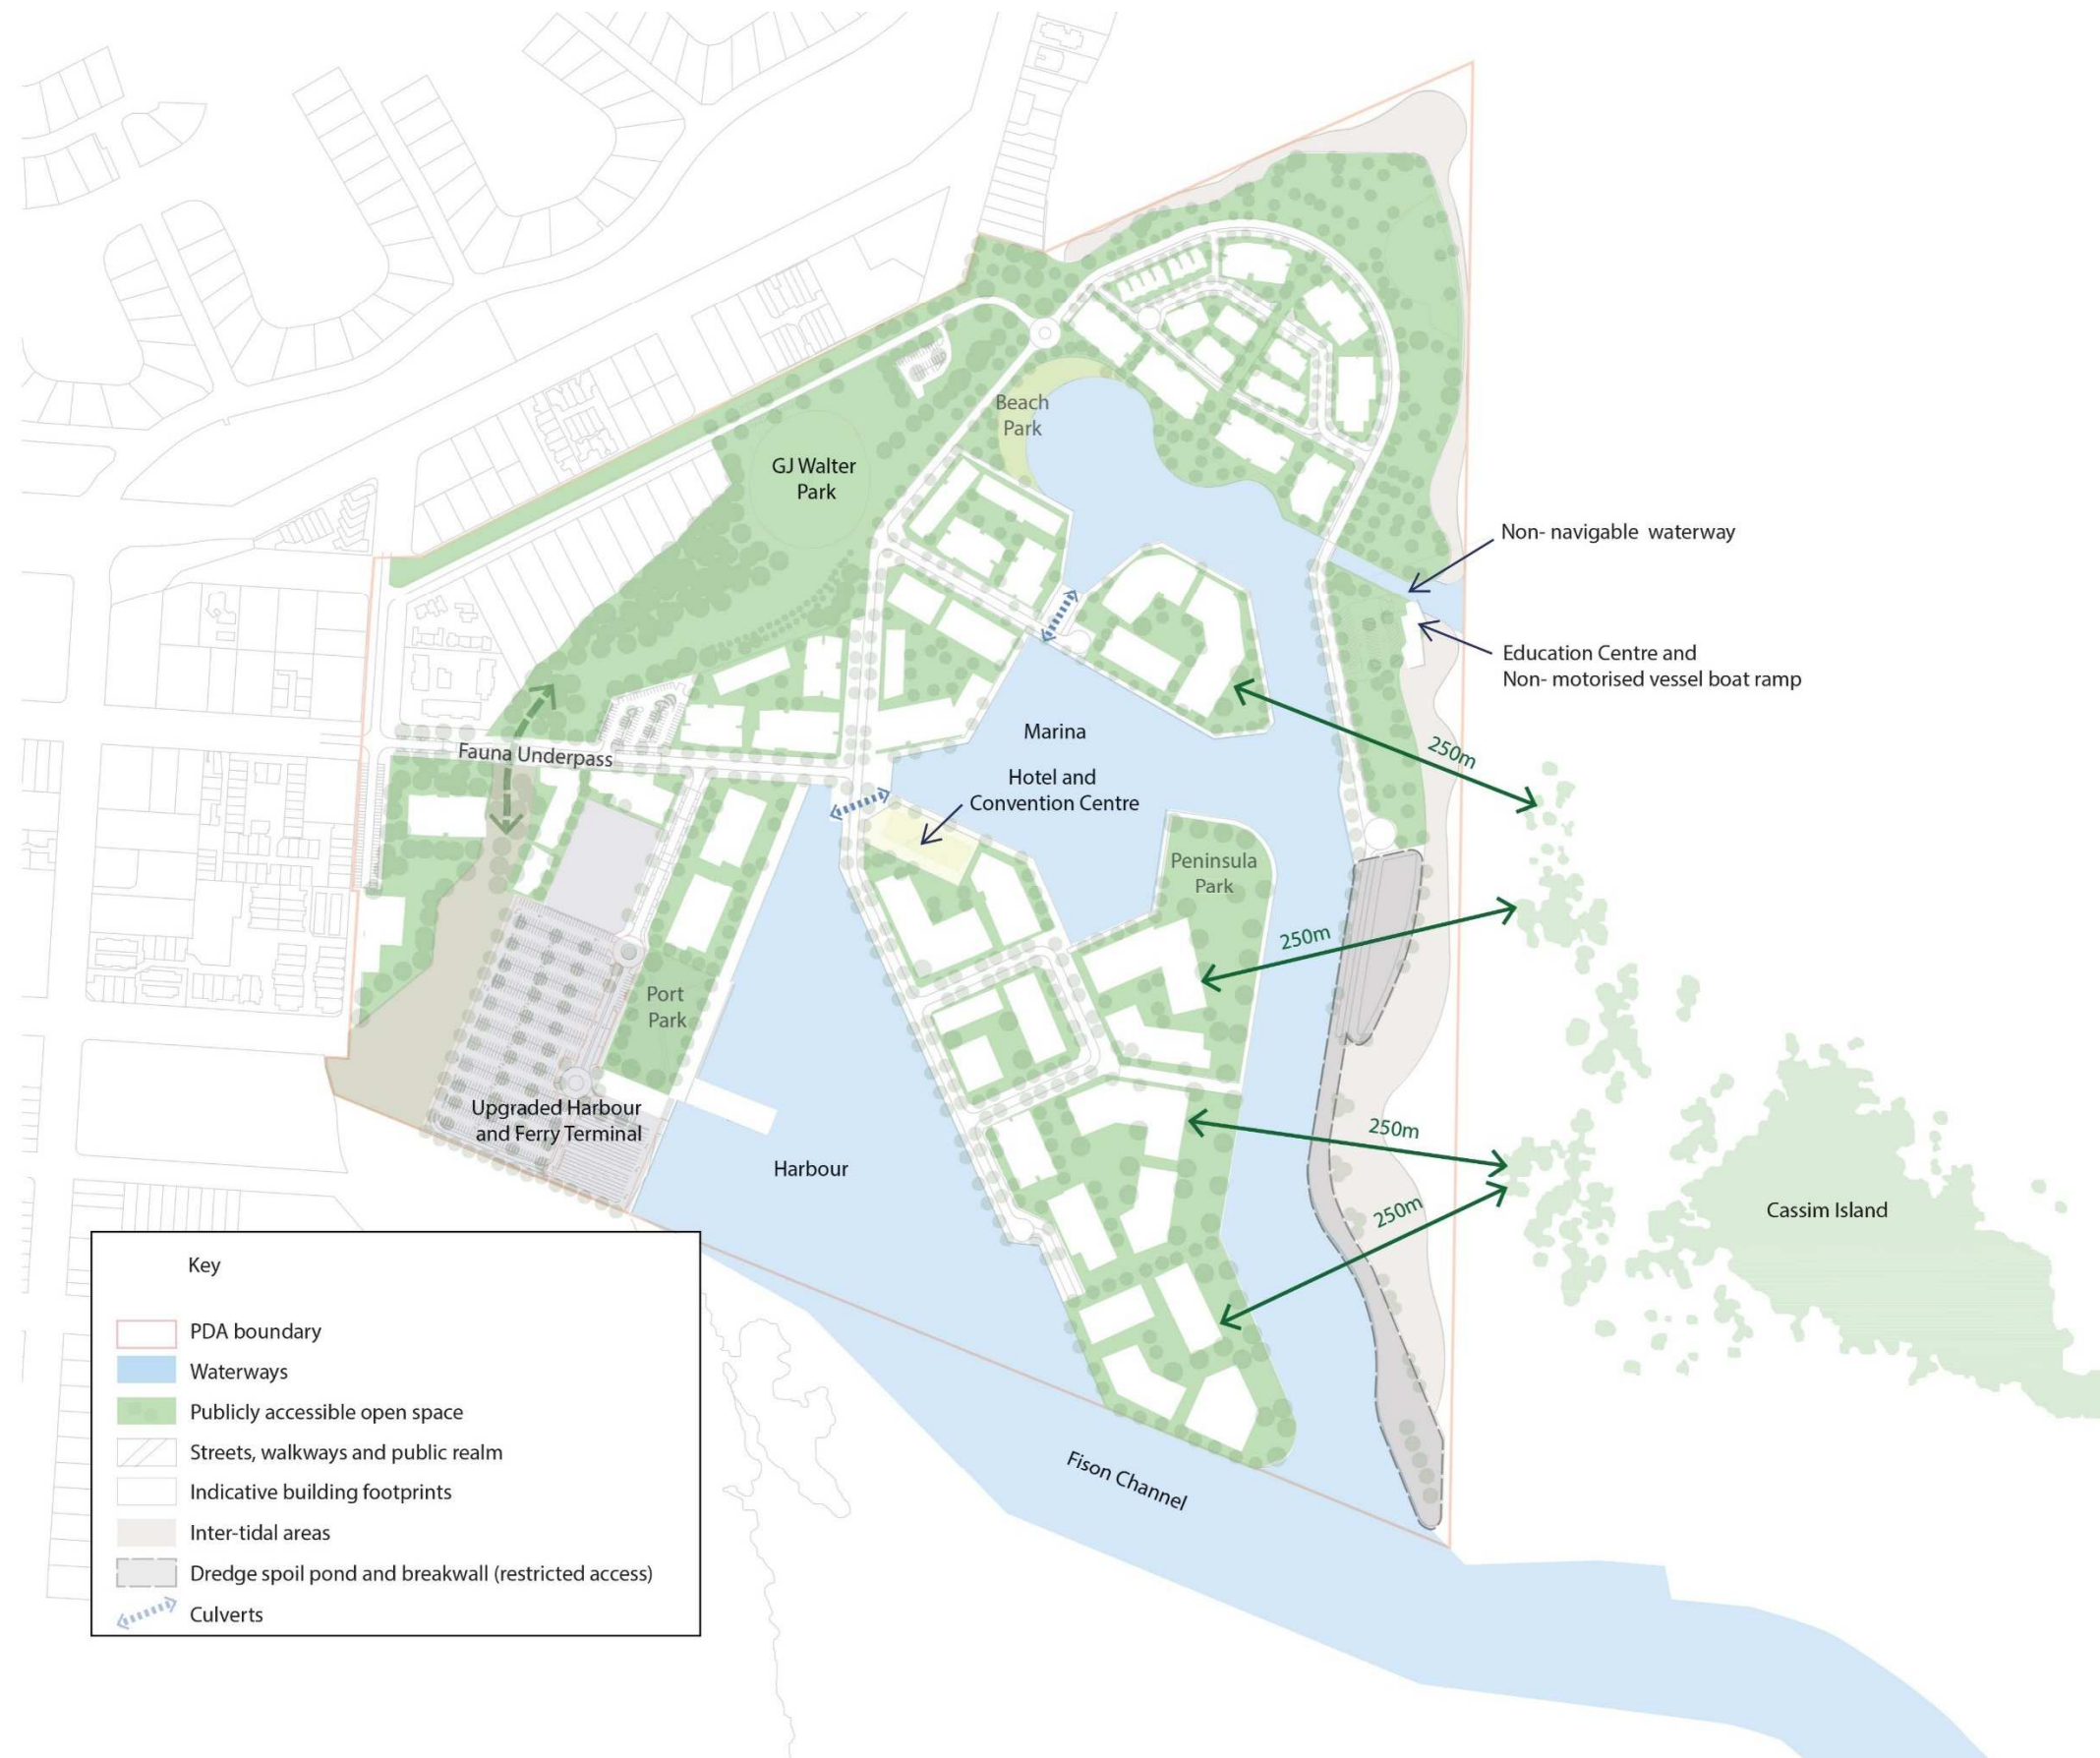 Beach
Park
GJ Walter
Park
Non- navigable  waterway
Education Centre and
Non- motorised vessel boat ramp
Marina
250m
Fauna Underpass
Hotel and
Convention Centre
Peninsula
Park
250m
Port
Park
Upgraded Harbour
and Ferry Terminal
250m
Harbour
250m
Cassim Island
Fison Channel
Key
PDA boundary
Waterways
Publicly accessible open space
Streets, walkways and public realm
Indicative building footprints
Inter-tidal areas
Dredge spoil pond and breakwall (restricted access)
Culverts